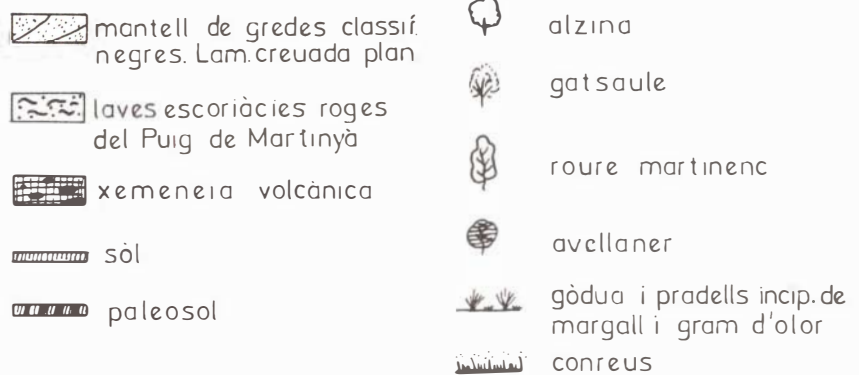 mantell de gredes classif.
negres. Lam. creuada plan
laves escoriàcies roges
del Puig de Martinyà
xemeneia volcànica
sòl
paleosol
alzina
gatsaule
roure martinenc
avellaner
gòdua i pradells incip. de
margall i gram d'olor
conreus